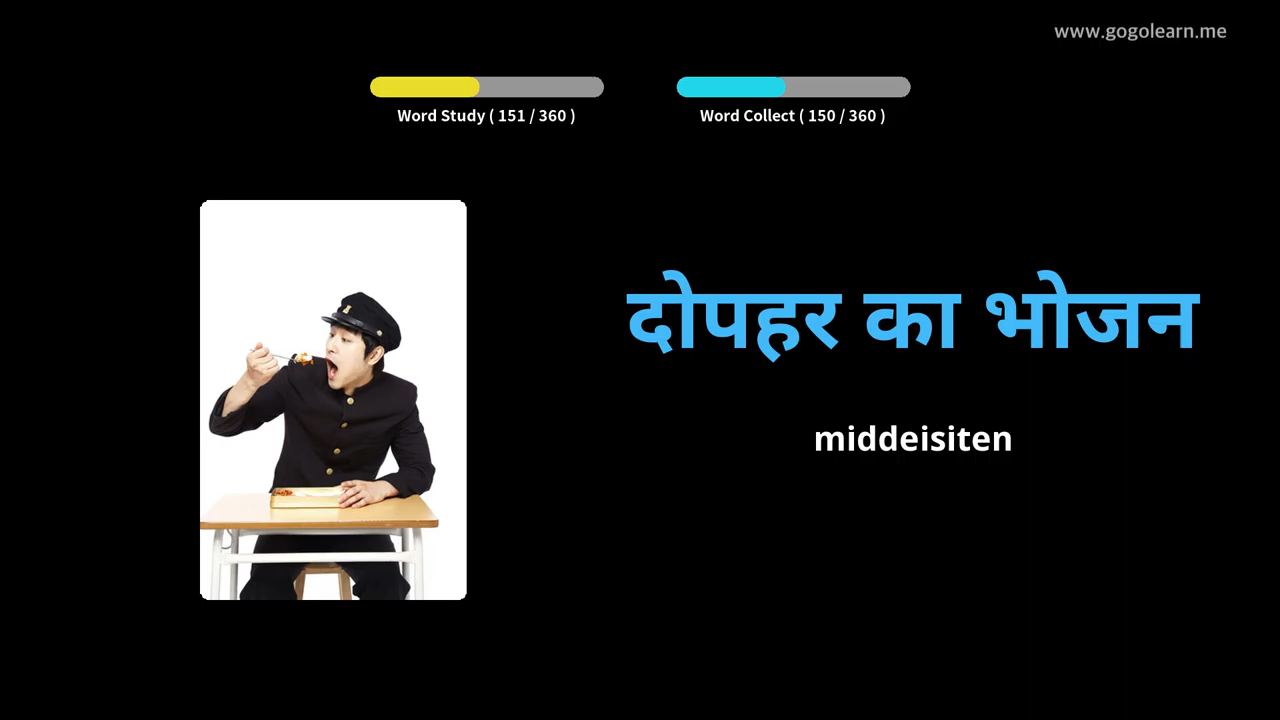 www.gogolearn.me
Word Study ( 151 / 360 )
Word Collect ( 150 / 360 )
दोपहर का भोजन
middeisiten